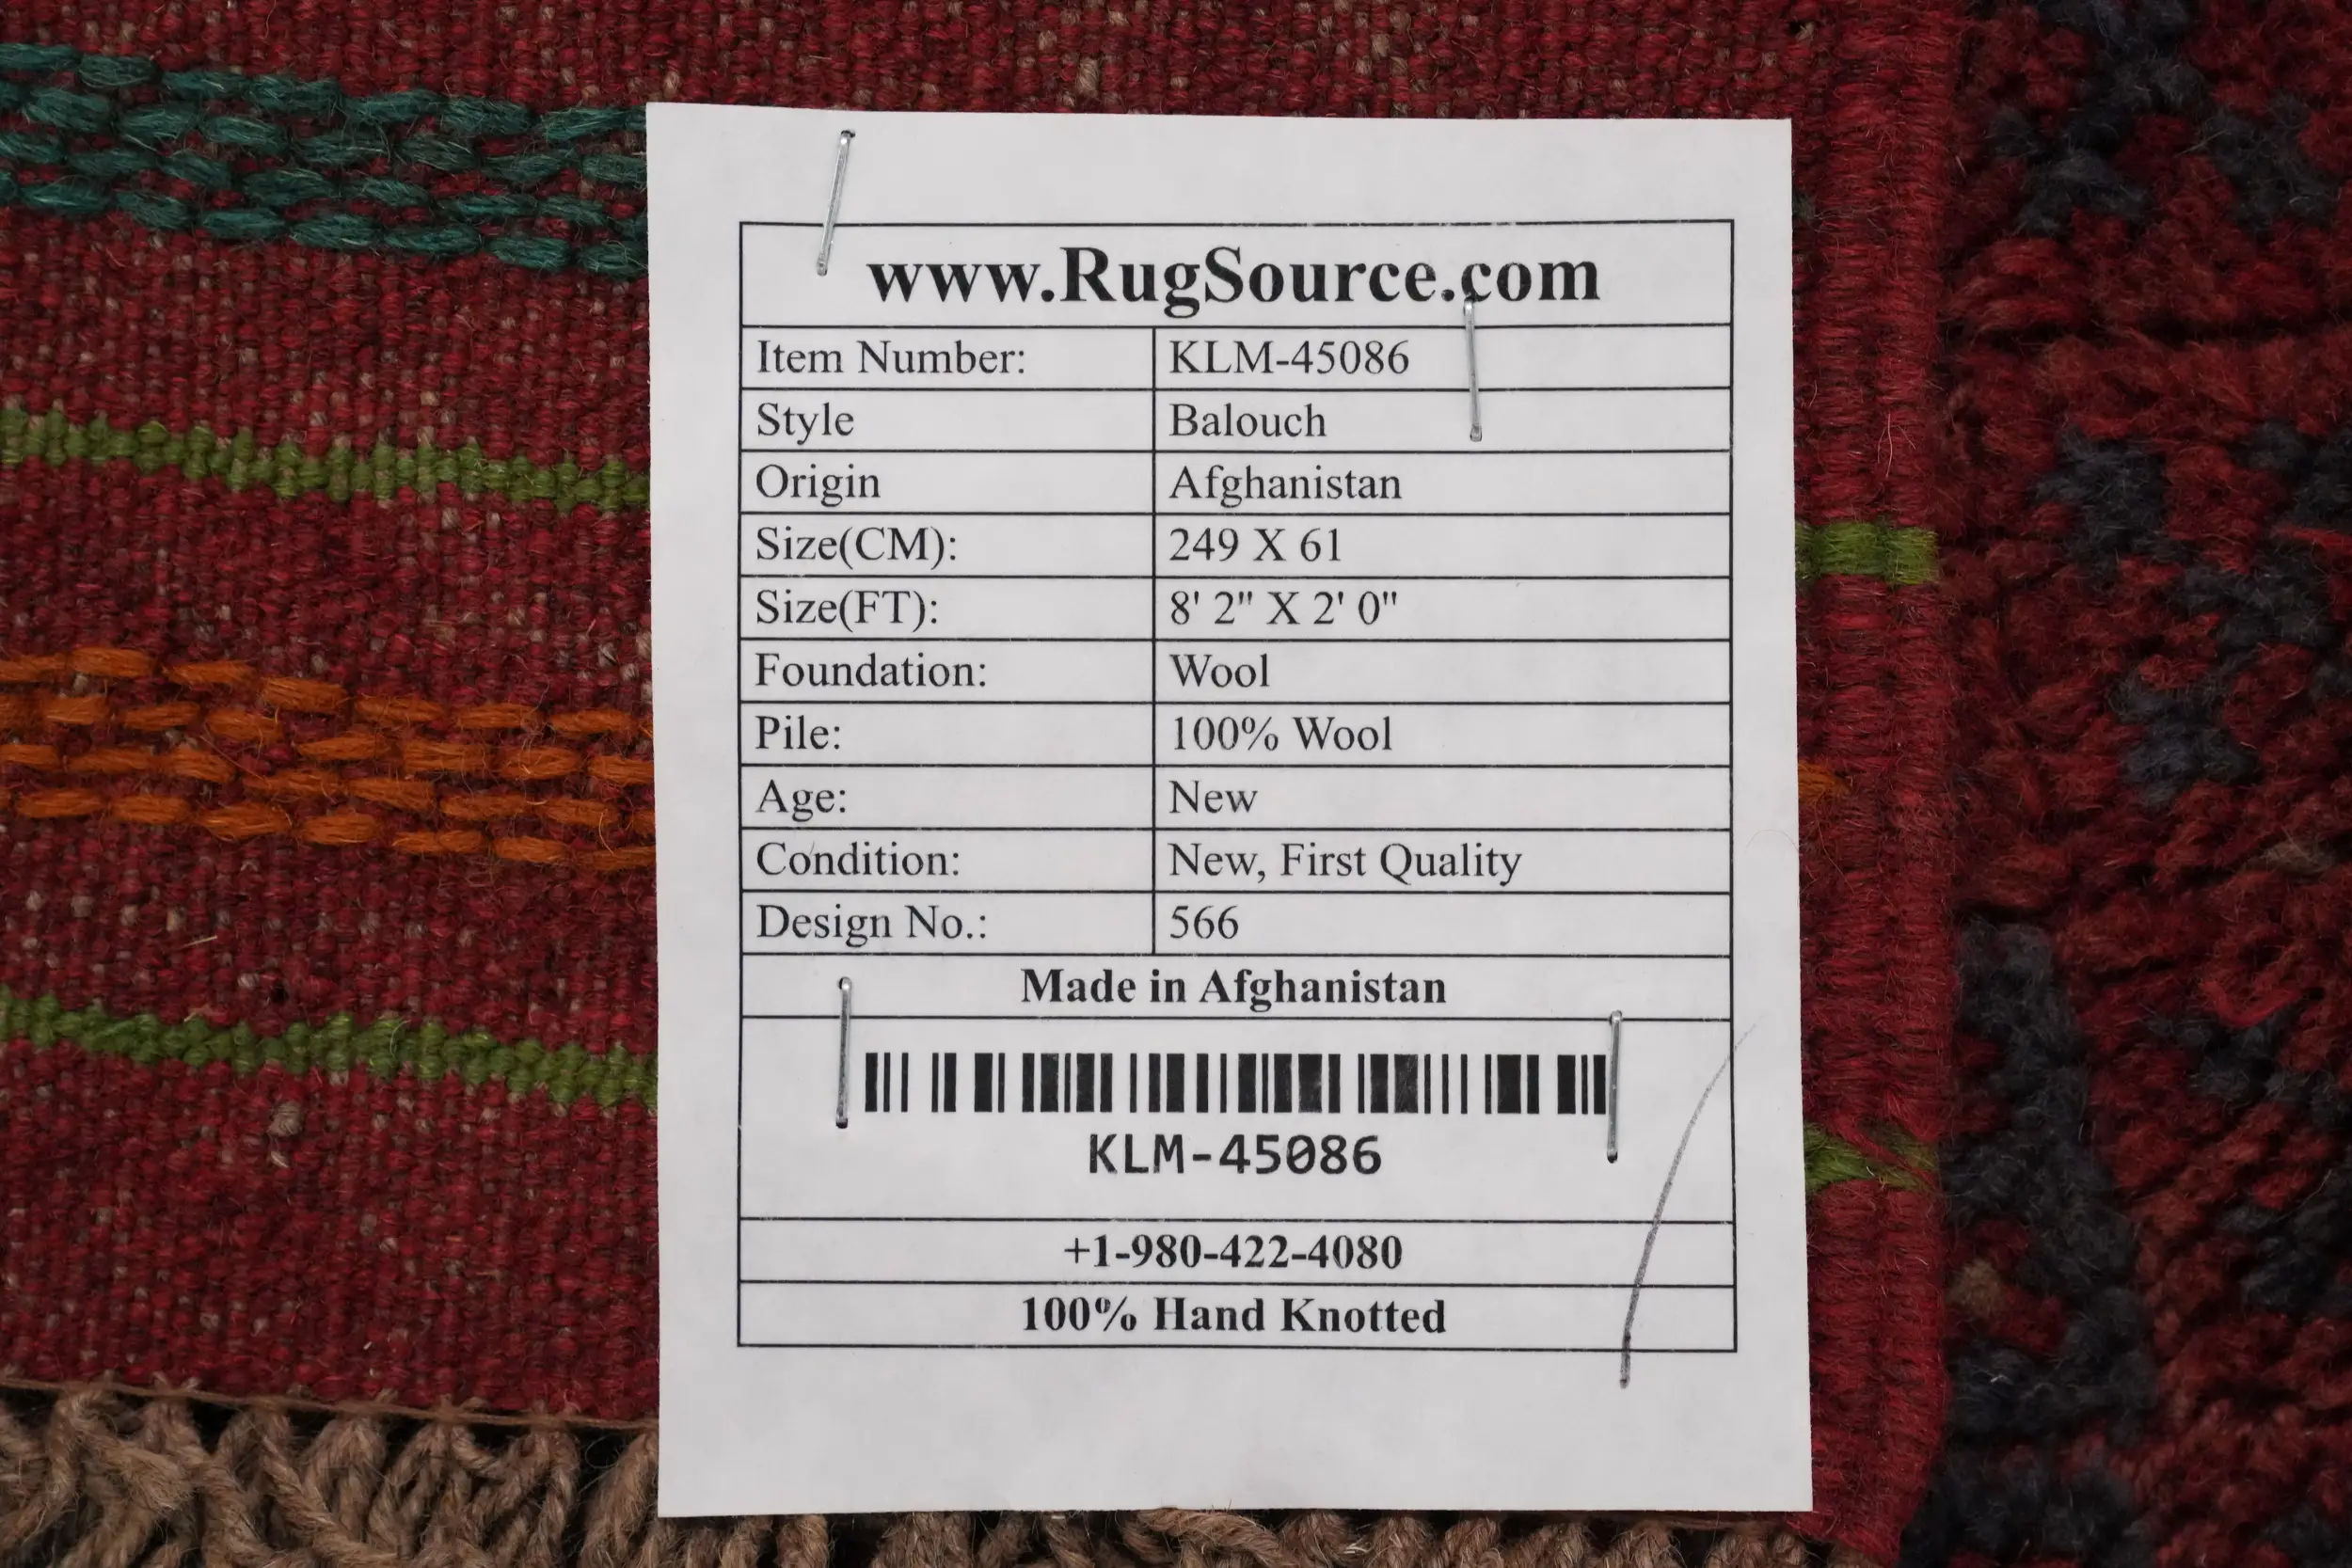 www.RugSource.com
Item Number: KLM-45086
Style Balouch
Origin Afghanistan
Size(CM): 249 X 61
Size(FT): 8' 2" X 2' 0"
Foundation: Wool
Pile: 100% Wool
Age: New
Condition: New, First Quality
Design No.: 566
Made in Afghanistan
KLM-45086
+1-980-422-4080
100% Hand Knotted